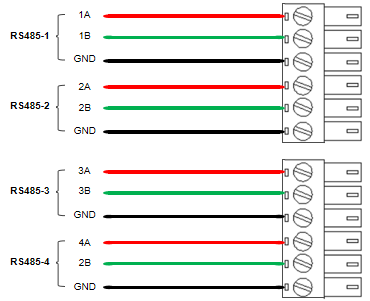 1A
RS485-1
1B
GND
2A
RS485-2
2B
GND
3A
RS485-3
3B
GND
4A
RS485-4
2B
GND